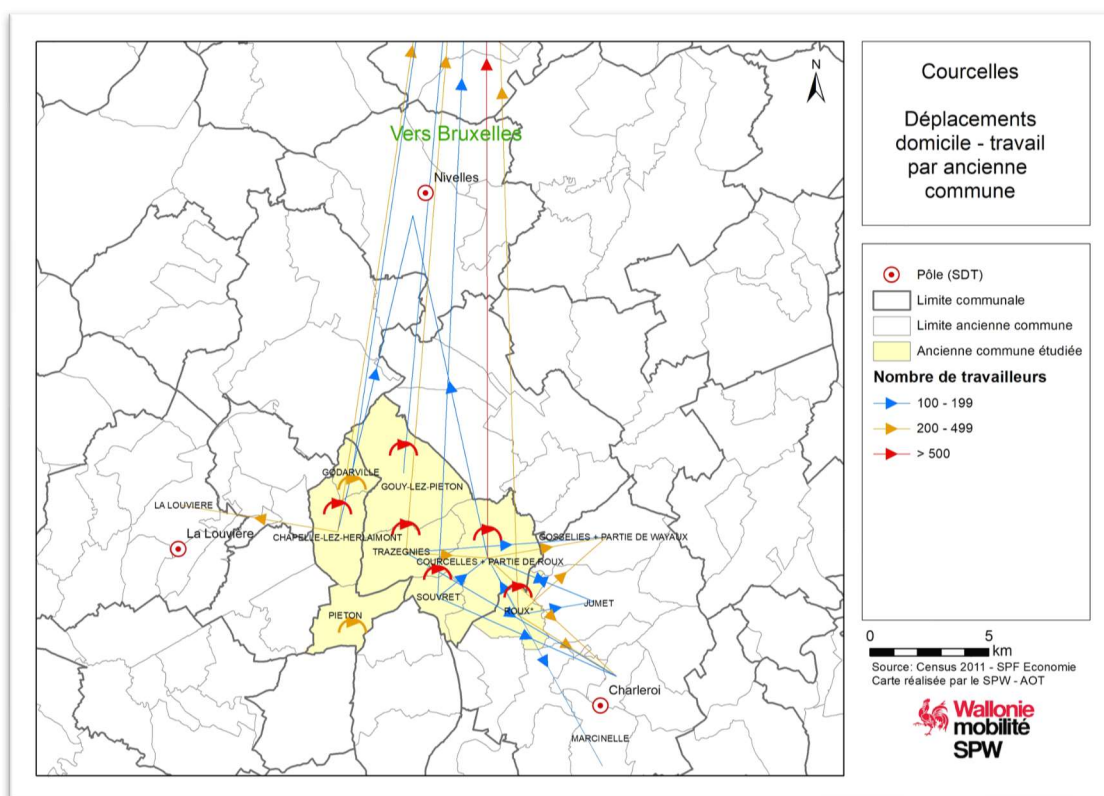 Vers Bruxelles
Nivelles
GODARVILLE
GOUY-LEZ-PIETON
LA LOUVIERE
La Louvière
CHAPELLE-LEZ-HERLAIMONT
GOSSELIES + PARTIE DE WAYAUX
TRAZEGNIES
COURCELLES + PARTIE DE ROUX
SOUVRET
JUMET
ROUX*
PIETON
Charleroi
MARCINELLE
N
Courcelles
Déplacements
domicile - travail
par ancienne
commune
Pôle (SDT)
Limite communale
Limite ancienne commune
Ancienne commune étudiée
Nombre de travailleurs
100 - 199
200 - 499
> 500
0 5
km
Source: Census 2011 - SPF Economie
Carte réalisée par le SPW - AOT
Wallonie
mobilité
SPW